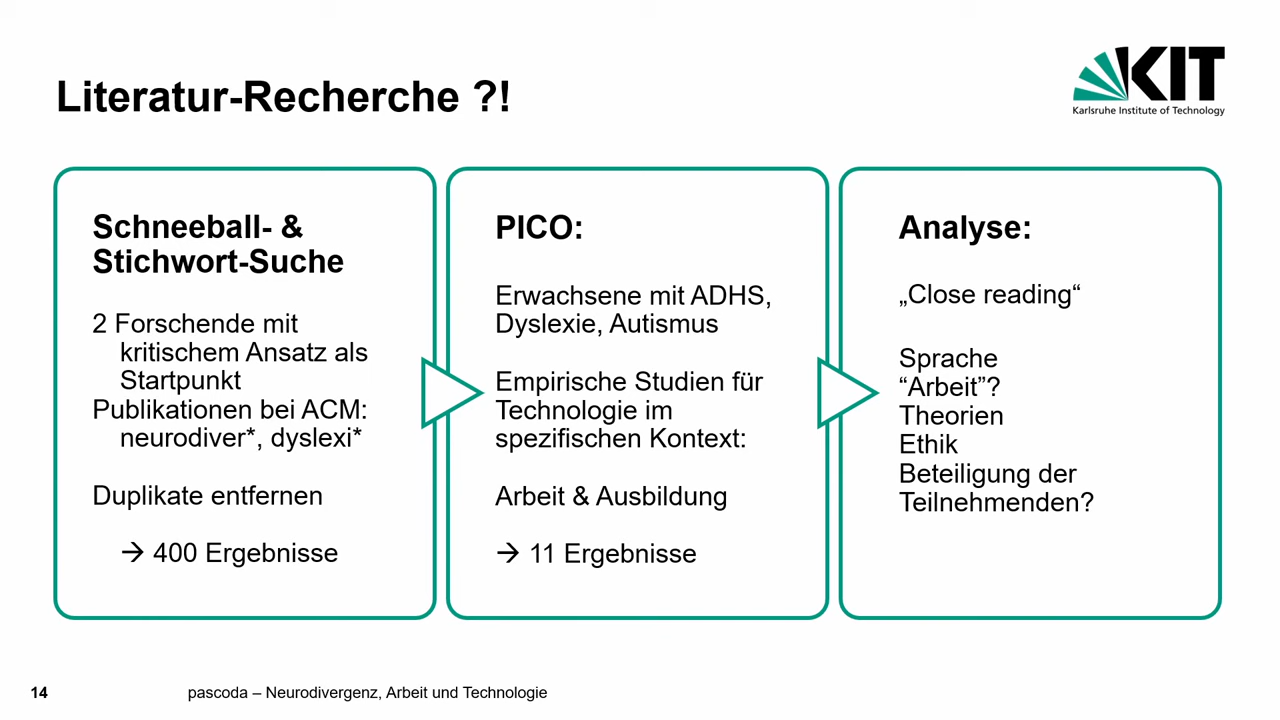 Literatur-Recherche ?!
KIT
Karlsruhe Institute of Technology
Schneeball- &
Stichwort-Suche
2 Forschende mit
kritischem Ansatz als
Startpunkt
Publikationen bei ACM:
neurodiver*, dyslexi*
Duplikate entfernen
→ 400 Ergebnisse
PICO:
Erwachsene mit ADHS,
Dyslexie, Autismus
Empirische Studien für
Technologie im
spezifischen Kontext:
Arbeit & Ausbildung
→ 11 Ergebnisse
Analyse:
„Close reading“
Sprache
“Arbeit”?
Theorien
Ethik
Beteiligung der
Teilnehmenden?
14
pascoda – Neurodivergenz, Arbeit und Technologie